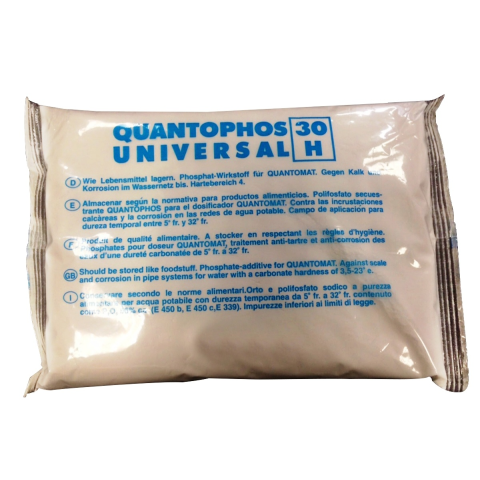 QUANTOPHOS 30
UNIVERSAL H
D Wie Lebensmittel lagern. Phosphat-Wirkstoff für QUANTOMAT. Gegen Kalk
Korrosion im Wassernetz bis. Hartebereich 4.
Almacenar según la normativa para productos alimenticios. Polifosfato secues-
trante QUANTOPHOS para el dosificador QUANTOMAT. Contra las incrustaciones
calcáreas y la corrosion en las redes de agua potable. Campo de aplicación para
dureza temporal entre 5° fr. y 32° fr.
F Produit de qualité alimentaire. A stocker en respectant les règles d'hygiène.
Phosphates pour doseur QUANTOMAT, traitement anti-tartre et anti-corrosion des
eaux d'une dureté carbonatée de 5° fr. a 32° fr.
GB Should be stored like foodstuff. Phosphate-additive for QUANTOMAT. Against scale
and corrosion in pipe systems for water with a carbonate hardness of 3,5-23° e.
I Conservare secondo le norme alimentari.Orto e polifosfato sodico a purezza
per acqua potabile con durezza temporanea da 5° fr. a 32° fr. contenuto
(E 450 b, E 450 c,E 339). Impurezze inferiori ai limiti di legge.